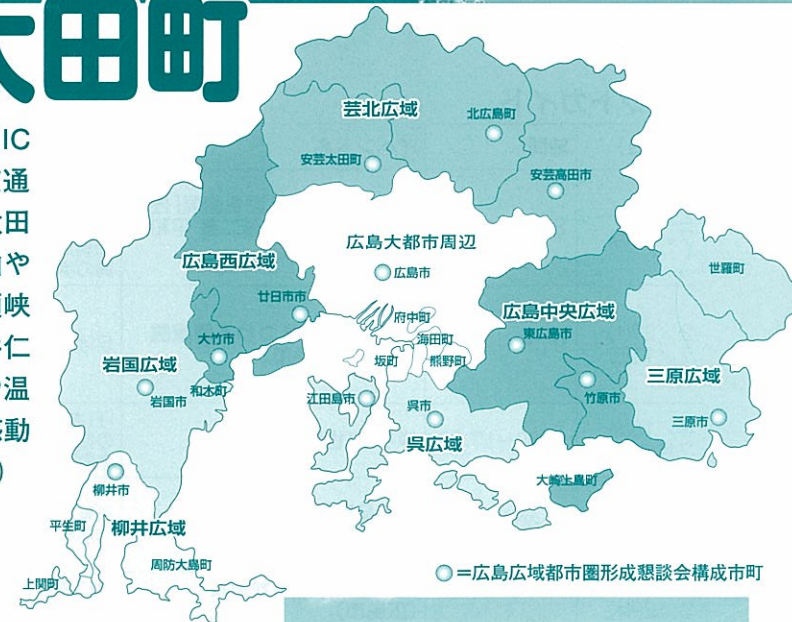 太田町
IC
通
田
や
峡
仁
温
動
)
芸北広域
北広島町
安芸太田町
安芸高田市
広島大都市周辺
広島市
世羅町
広島西広域
廿日市市
府中町
広島中央広域
東広島市
海田町
大竹市
坂町
熊野町
岩国広域
三原広域
岩国市
和木町
江田島市
呉市
竹原市
三原市
呉広域
柳井市
大崎上島町
平生町
柳井広域
周防大島町
上関町
◎=広島広域都市圏形成懇談会構成市町